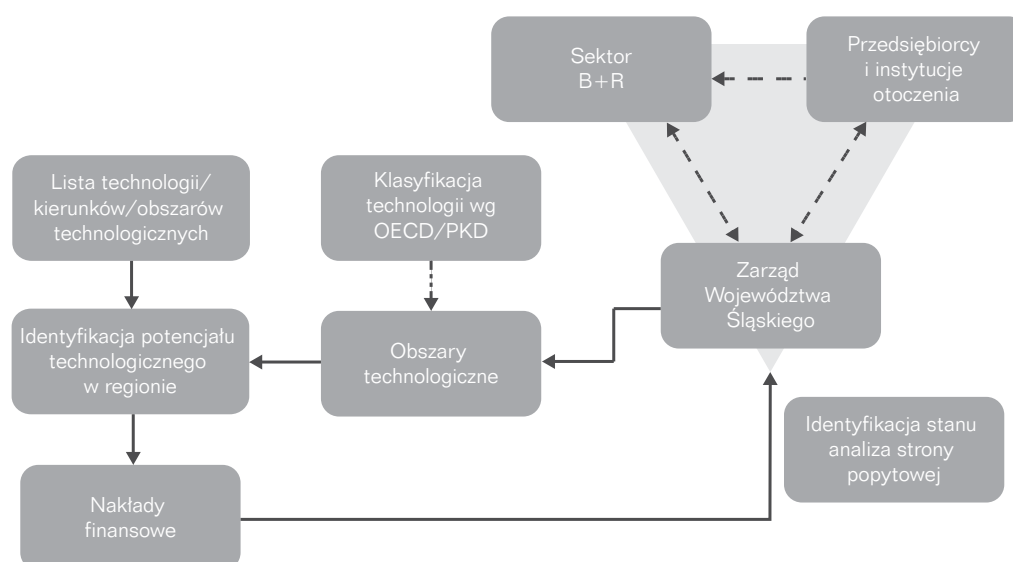 Sektor
B+R
Przedsiębiorcy
i instytucje
otoczenia
Lista technologii/
kierunków/obszarów
technologicznych
Klasyfikacja
technologii wg
OECD/PKD
Zarząd
Województwa
Śląskiego
Identyfikacja potencjału
technologicznego
w regionie
Obszary
technologiczne
Identyfikacja stanu
analiza strony
popytowej
Nakłady
finansowe